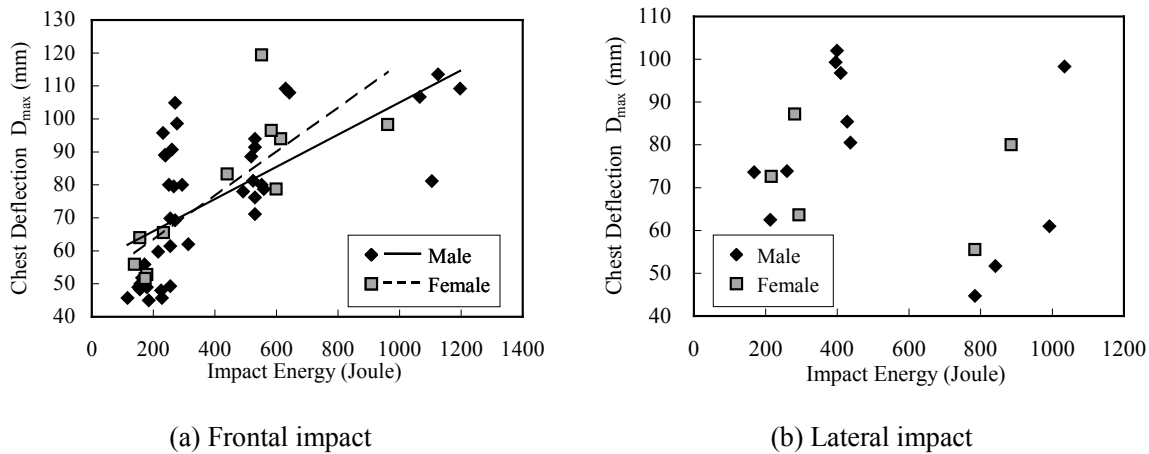 130
120
110
100
90
80
70
60
50
40
Chest Deflection D_max (mm)
0 200 400 600 800 1000 1200 1400
Impact Energy (Joule)
Male
Female
(a) Frontal impact
110
100
90
80
70
60
50
40
Chest Deflection D_max (mm)
0 200 400 600 800 1000 1200
Impact Energy (Joule)
Male
Female
(b) Lateral impact